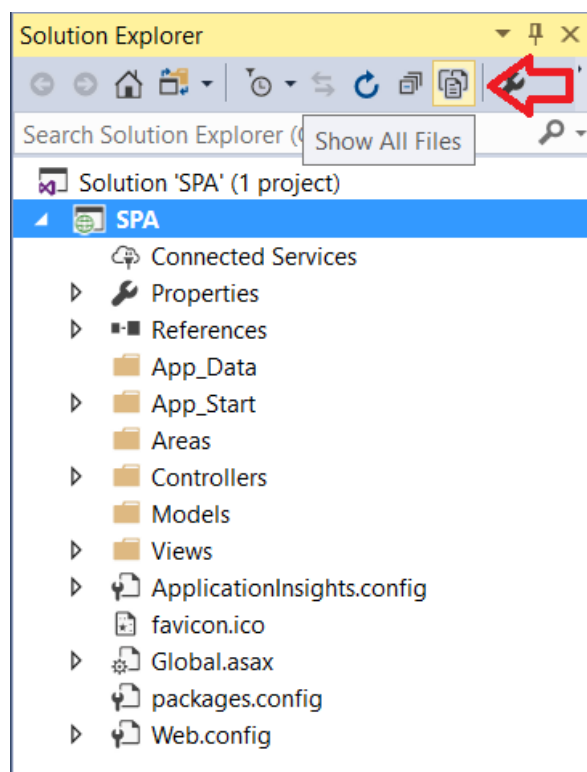 Solution Explorer
Search Solution Explorer (
Show All Files
Solution 'SPA' (1 project)
SPA
Connected Services
Properties
References
App_Data
App_Start
Areas
Controllers
Models
Views
ApplicationInsights.config
favicon.ico
Global.asax
packages.config
Web.config